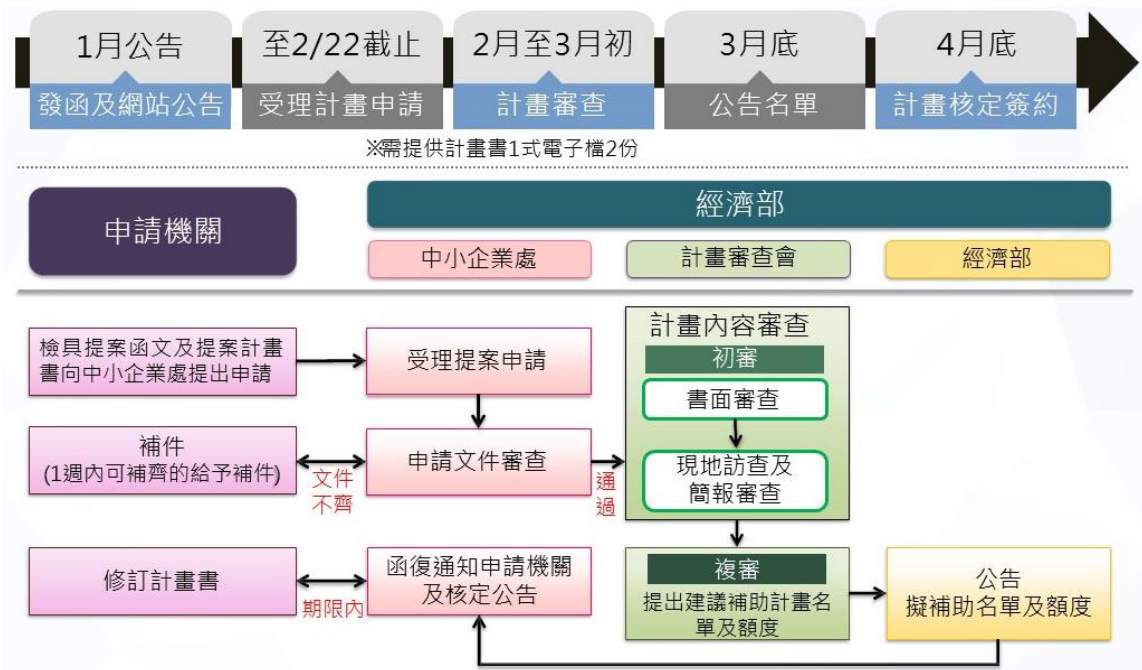 1月公告
發函及網站公告
至2/22截止
受理計畫申請
2月至3月初
計畫審查
3月底
公告名單
4月底
計畫核定簽約
※需提供計畫書1式電子檔2份
申請機關
經濟部
中小企業處
計畫審查會
經濟部
檢具提案函文及提案計畫
書向中小企業處提出申請
受理提案申請
計畫內容審查
初審
書面審查
現地訪查及
簡報審查
補件
(1週內可補齊的給予補件)
文件
不齊
申請文件審查
通
過
修訂計畫書
期限內
函復通知申請機關
及核定公告
複審
提出建議補助計畫名
單及額度
公告
擬補助名單及額度